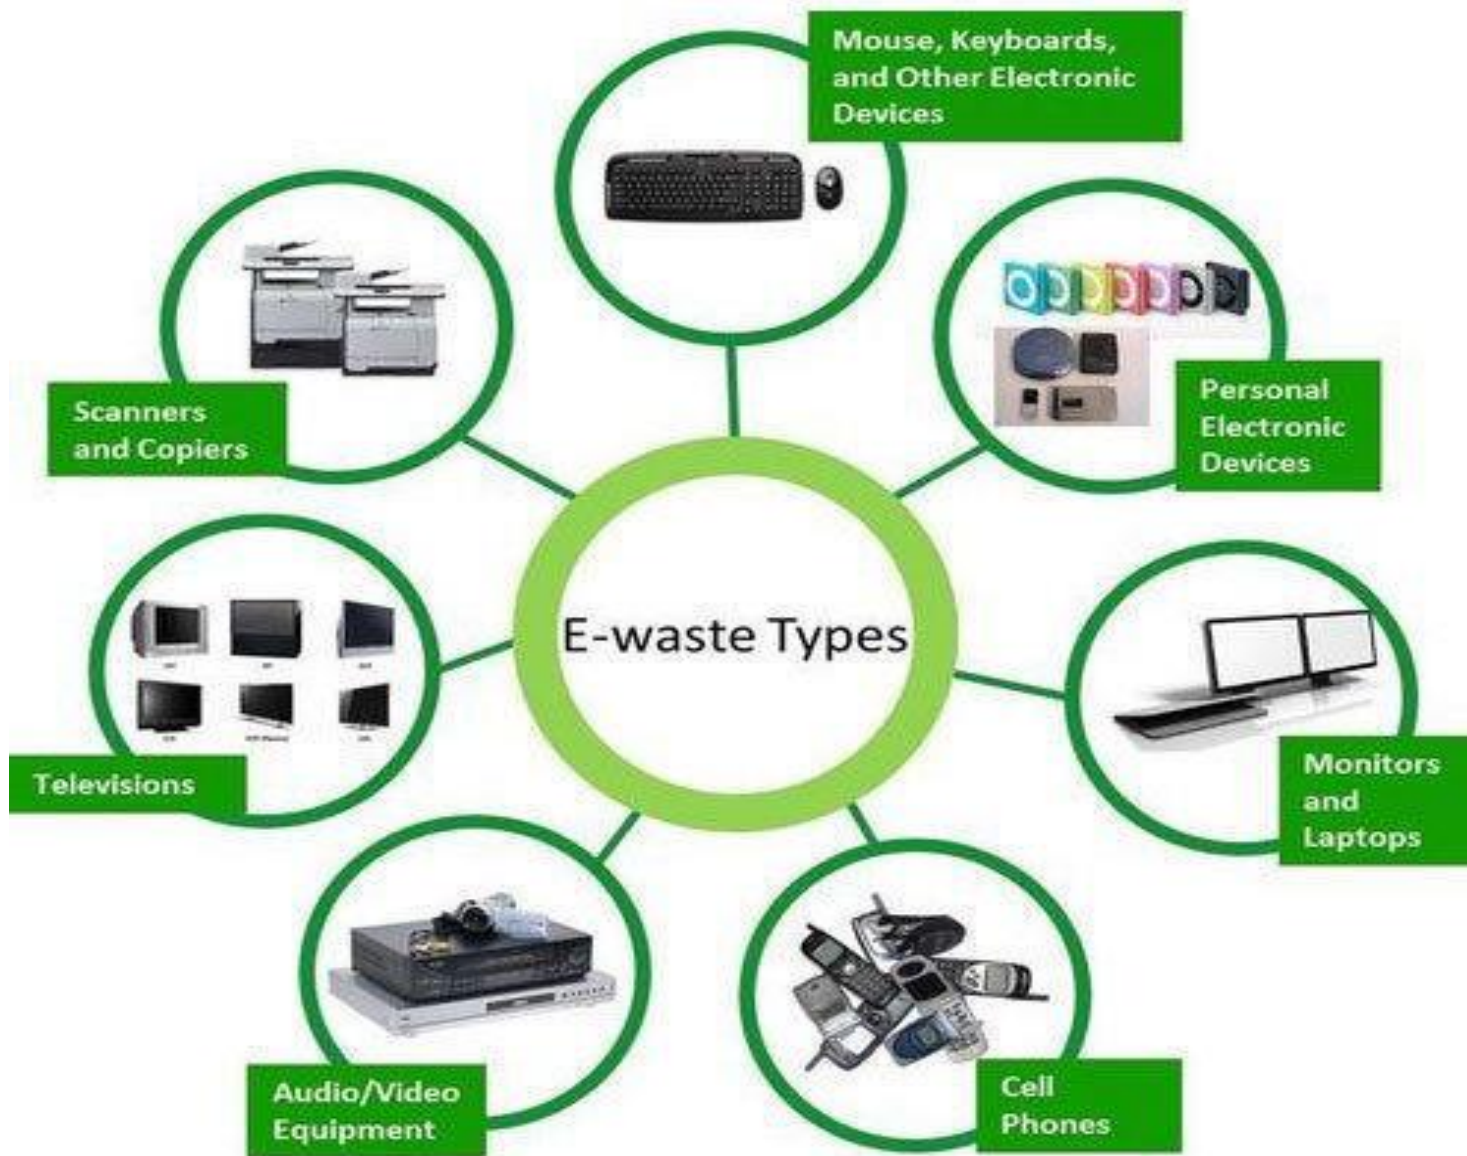 Mouse, Keyboards,
and Other Electronic
Devices
Scanners
and Copiers
Personal
Electronic
Devices
E-waste Types
Televisions
Monitors
and
Laptops
Audio/Video
Equipment
Cell
Phones